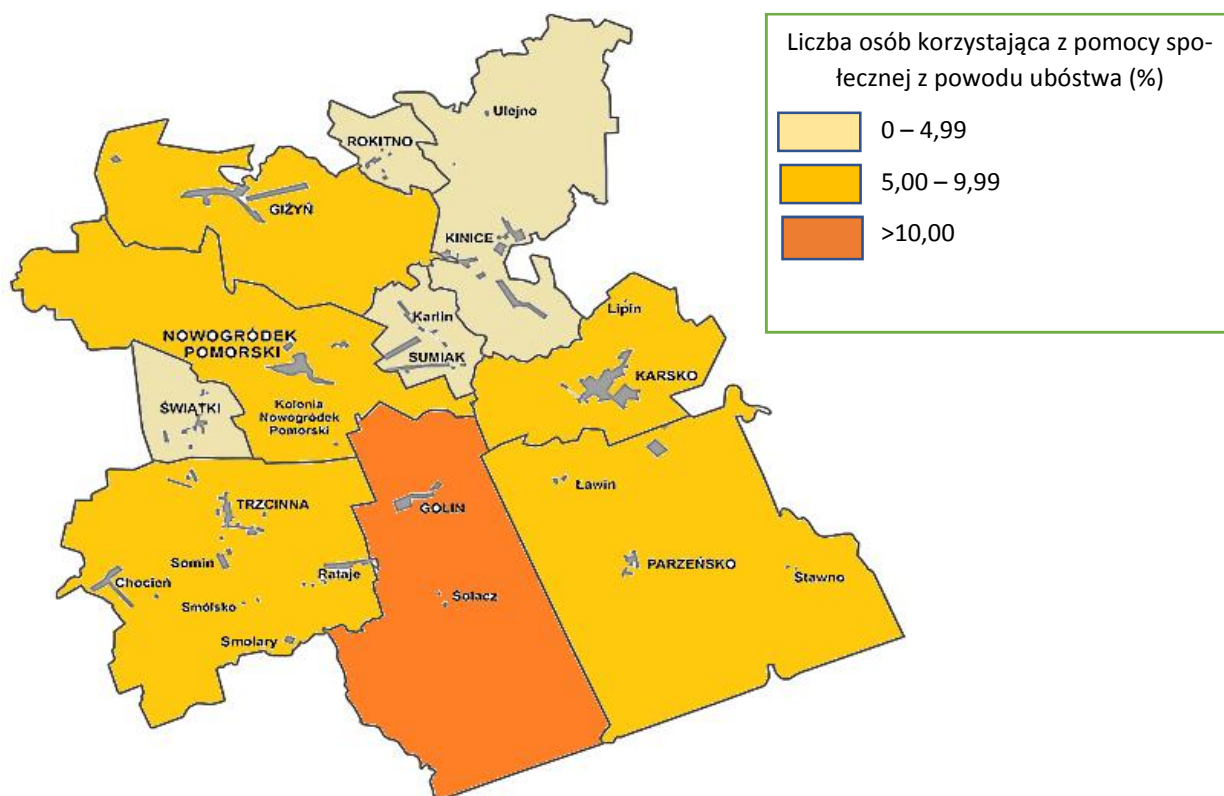 Liczba osób korzystająca z pomocy spo-
łecznej z powodu ubóstwa (%)
0 – 4,99
5,00 – 9,99
>10,00
Ulejno
ROKITNO
GIŻYŃ
KINICE
Lipin
Karlin
NOWOGRÓDEK
POMORSKI
SUMIAK
KARSKO
ŚWIĄTKI
Kolonia
Nowogródek
Pomorski
Ławin
TRZCINNA
GOLIN
Somin
PARZEŃSKO
Rataje
Stawno
Chocień
Sołacz
Smólsko
Smolary